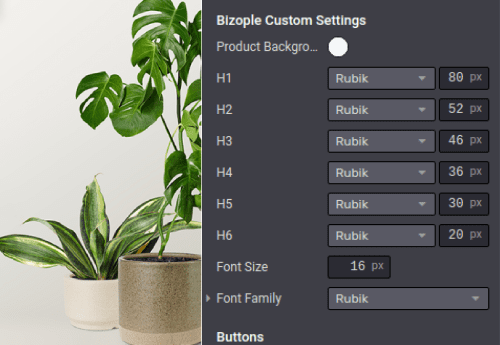 Bizople Custom Settings
Product Backgro...
H1 Rubik 80 px
H2 Rubik 52 px
H3 Rubik 46 px
H4 Rubik 36 px
H5 Rubik 30 px
H6 Rubik 20 px
Font Size 16 px
Font Family Rubik
Buttons